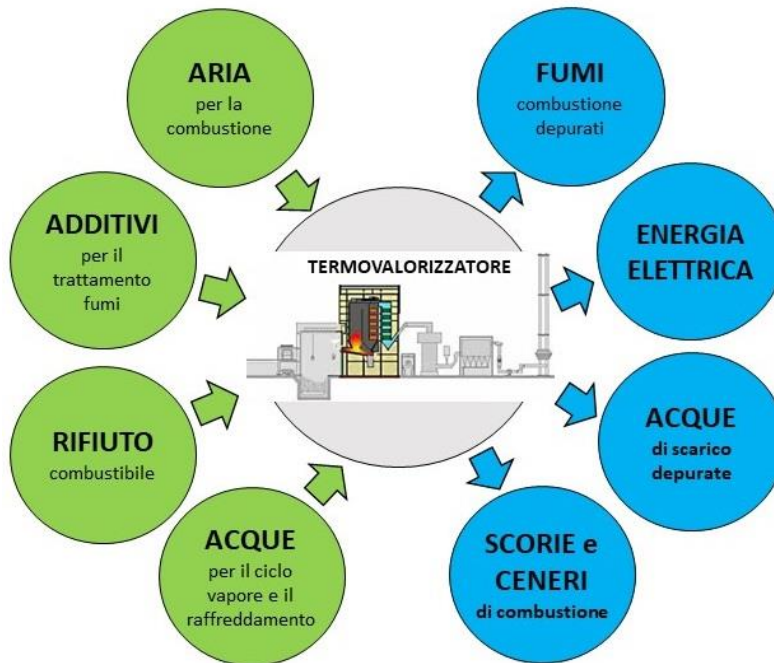 ARIA
per la
combustione
FUMI
combustione
depurati
ADDITIVI
per il
trattamento
fumi
ENERGIA
ELETTRICA
TERMOVALORIZZATORE
RIFIUTO
combustibile
ACQUE
di scarico
depurate
ACQUE
per il ciclo
vapore e il
raffreddamento
SCORIE e
CENERI
di combustione